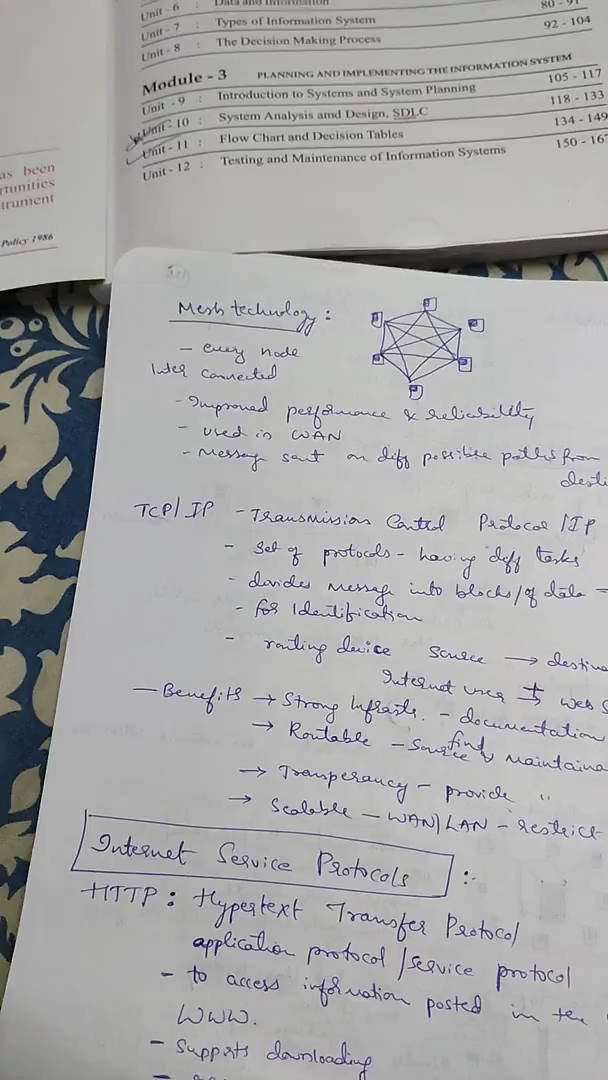 Unit - 6 : Data and Information 80 - 91
Unit - 7 : Types of Information System 92 - 104
Unit - 8 : The Decision Making Process
Module - 3 PLANNING AND IMPLEMENTING THE INFORMATION SYSTEM
Unit - 9 : Introduction to Systems and System Planning 105 - 117
Unit - 10 : System Analysis amd Design, SDLC 118 - 133
Unit - 11 : Flow Chart and Decision Tables 134 - 149
Unit - 12 : Testing and Maintenance of Information Systems 150 - 16
as been
rtunities
trument
Policy 1986
Mesh technology :
- every node
Inter connected
- Improved performance & reliability
- used in WAN
- Message sent on diff possible paths from
desti
TCP/IP - Transmission Control Protocol /IP
- Set of protocols - having diff tasks
- divides message into blocks/of data -
- for Identification
- routing device Source → destina
Internet user → web s
- Benefits → Strong Infrastr. - documentation
→ Routable - Source find maintaina
→ Transperancy - provide "
→ Scalable - WAN/LAN - restrict
Internet Service Protocols :-
HTTP : Hypertext Transfer Protocol
application protocol /service protocol
- to access information posted in the
WWW.
- supports downloading